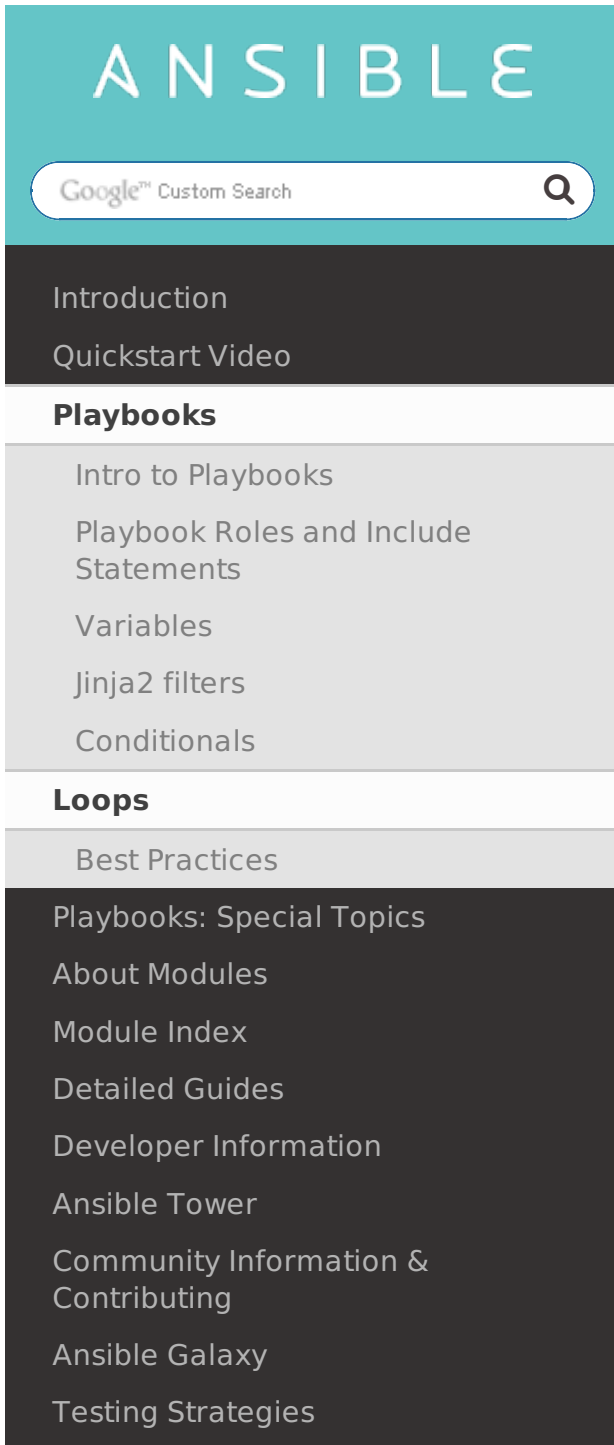 ANSIBLE
Google™ Custom Search
Introduction
Quickstart Video
Playbooks
Intro to Playbooks
Playbook Roles and Include
Statements
Variables
Jinja2 filters
Conditionals
Loops
Best Practices
Playbooks: Special Topics
About Modules
Module Index
Detailed Guides
Developer Information
Ansible Tower
Community Information &
Contributing
Ansible Galaxy
Testing Strategies